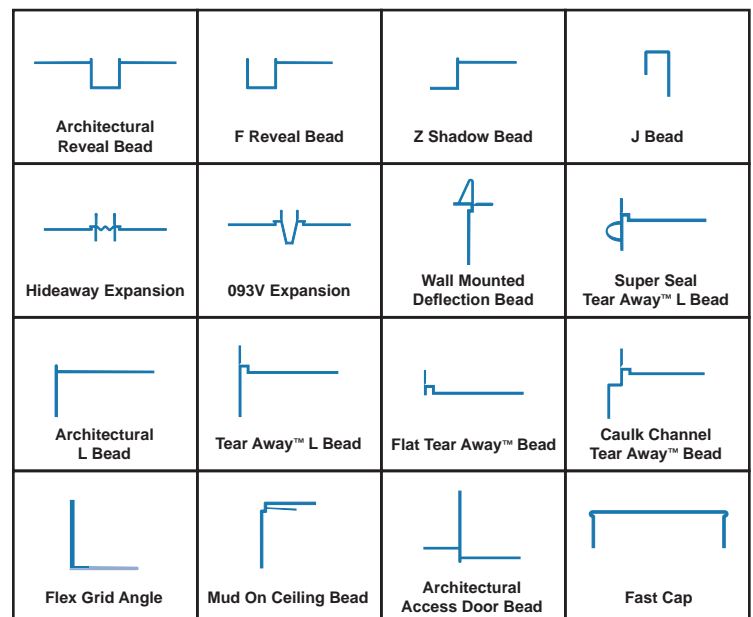 Architectural
Reveal Bead
F Reveal Bead
Z Shadow Bead
J Bead
Hideaway Expansion
093V Expansion
Wall Mounted
Deflection Bead
Super Seal
Tear Away™ L Bead
Architectural
L Bead
Tear Away™ L Bead
Flat Tear Away™ Bead
Caulk Channel
Tear Away™ Bead
Flex Grid Angle
Mud On Ceiling Bead
Architectural
Access Door Bead
Fast Cap